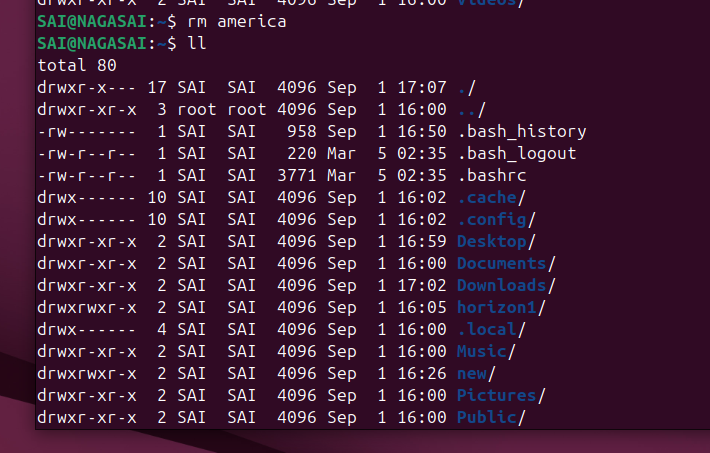 drwxr-xr-x  2 SAI  SAI  4096 Sep  1 16:00 Videos/
SAI@NAGASAI:~$ rm america
SAI@NAGASAI:~$ ll
total 80
drwxr-x--- 17 SAI  SAI  4096 Sep  1 17:07 ./
drwxr-xr-x  3 root root 4096 Sep  1 16:00 ../
-rw-------  1 SAI  SAI   958 Sep  1 16:50 .bash_history
-rw-r--r--  1 SAI  SAI   220 Mar  5 02:35 .bash_logout
-rw-r--r--  1 SAI  SAI  3771 Mar  5 02:35 .bashrc
drwx------ 10 SAI  SAI  4096 Sep  1 16:02 .cache/
drwx------ 10 SAI  SAI  4096 Sep  1 16:02 .config/
drwxr-xr-x  2 SAI  SAI  4096 Sep  1 16:59 Desktop/
drwxr-xr-x  2 SAI  SAI  4096 Sep  1 16:00 Documents/
drwxr-xr-x  2 SAI  SAI  4096 Sep  1 17:02 Downloads/
drwxrwxr-x  2 SAI  SAI  4096 Sep  1 16:05 horizon1/
drwx------  4 SAI  SAI  4096 Sep  1 16:00 .local/
drwxr-xr-x  2 SAI  SAI  4096 Sep  1 16:00 Music/
drwxrwxr-x  2 SAI  SAI  4096 Sep  1 16:26 new/
drwxr-xr-x  2 SAI  SAI  4096 Sep  1 16:00 Pictures/
drwxr-xr-x  2 SAI  SAI  4096 Sep  1 16:00 Public/